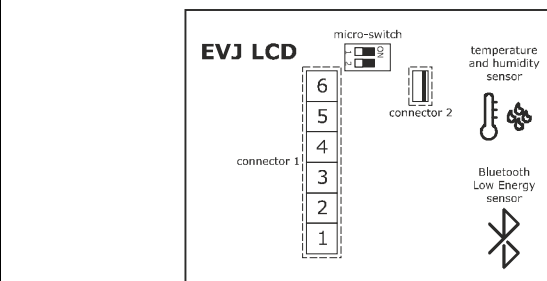 micro-switch
EVJ LCD
1
2
ON
temperature
and humidity
sensor
6
5
connector 2
4
connector 1
3
Bluetooth
Low Energy
sensor
2
1